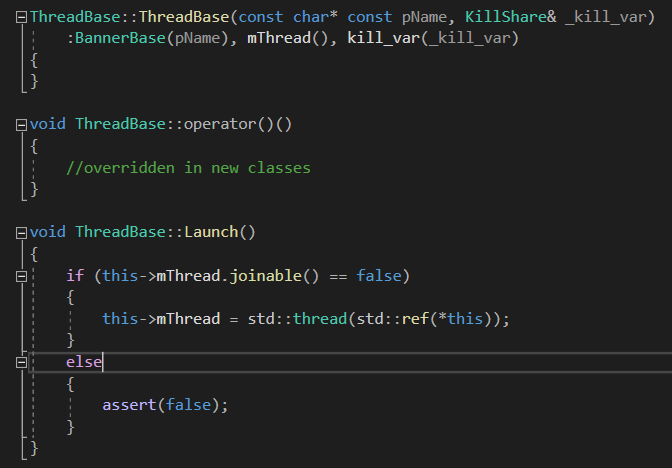 ThreadBase::ThreadBase(const char* const pName, KillShare& _kill_var)
    :BannerBase(pName), mThread(), kill_var(_kill_var)
{
}

void ThreadBase::operator()()
{
    //overridden in new classes
}

void ThreadBase::Launch()
{
    if (this->mThread.joinable() == false)
    {
        this->mThread = std::thread(std::ref(*this));
    }
    else
    {
        assert(false);
    }
}